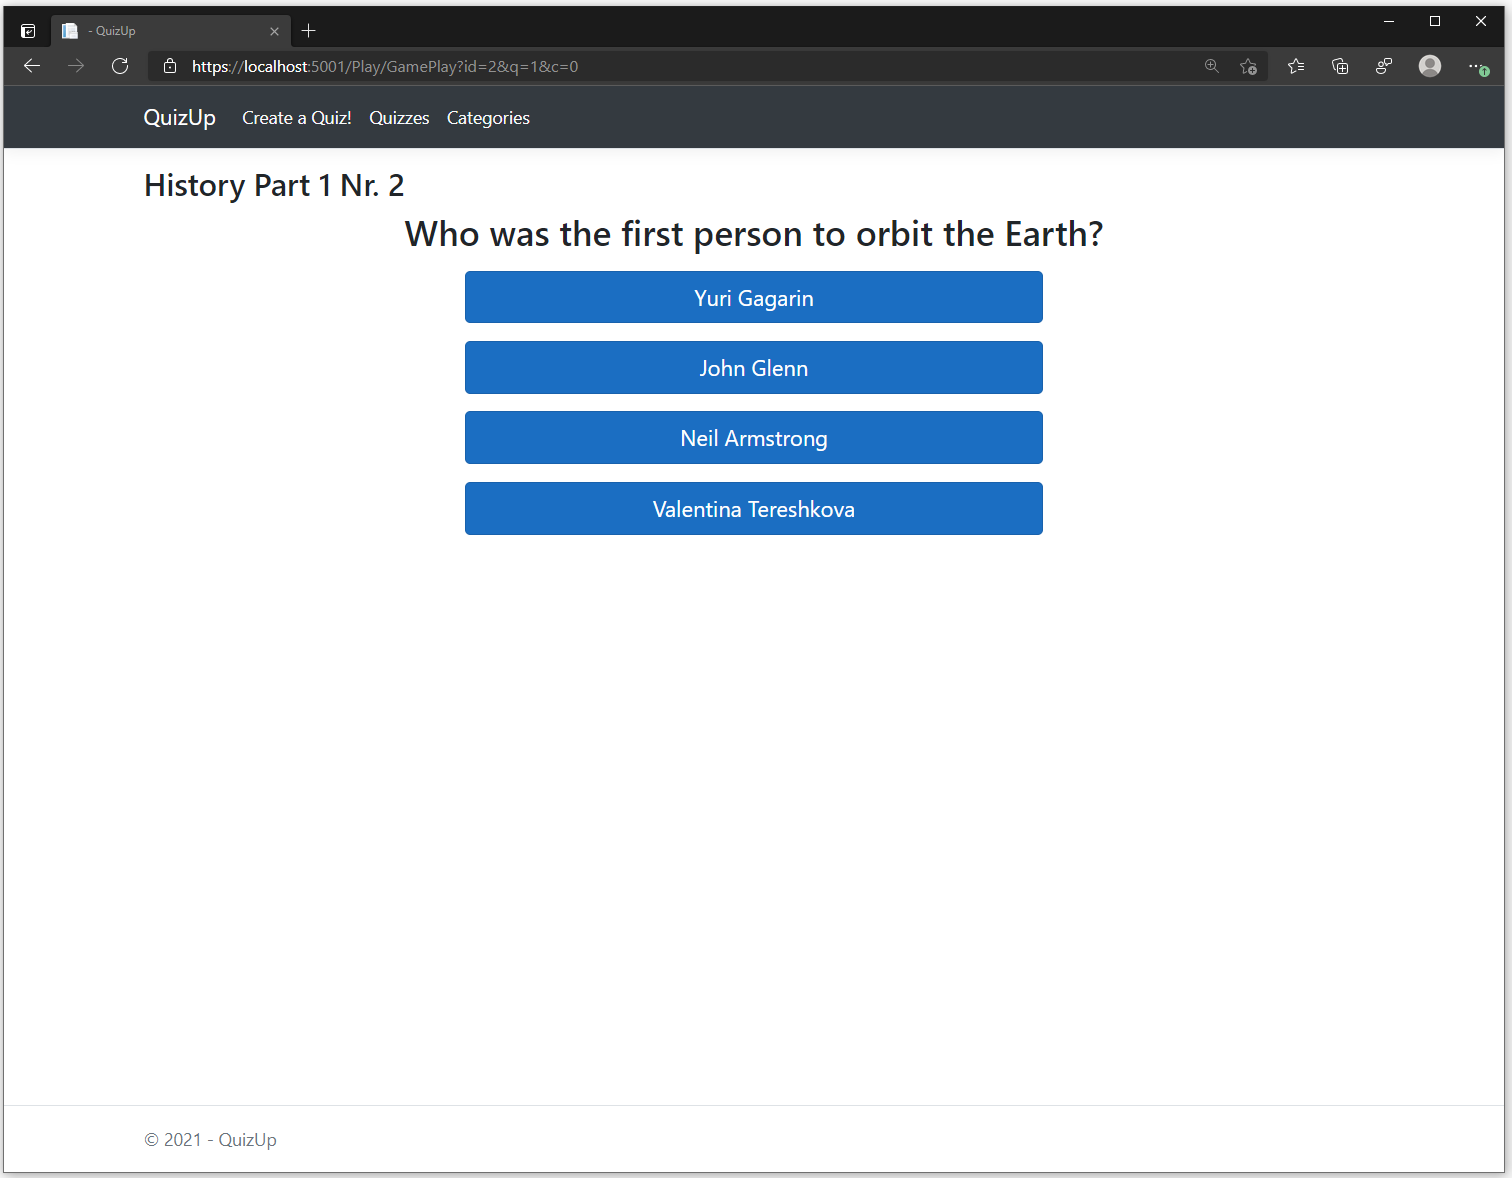 - QuizUp
https://localhost:5001/Play/GamePlay?id=2&q=1&c=0
QuizUp Create a Quiz! Quizzes Categories
History Part 1 Nr. 2
Who was the first person to orbit the Earth?
Yuri Gagarin
John Glenn
Neil Armstrong
Valentina Tereshkova
© 2021 - QuizUp